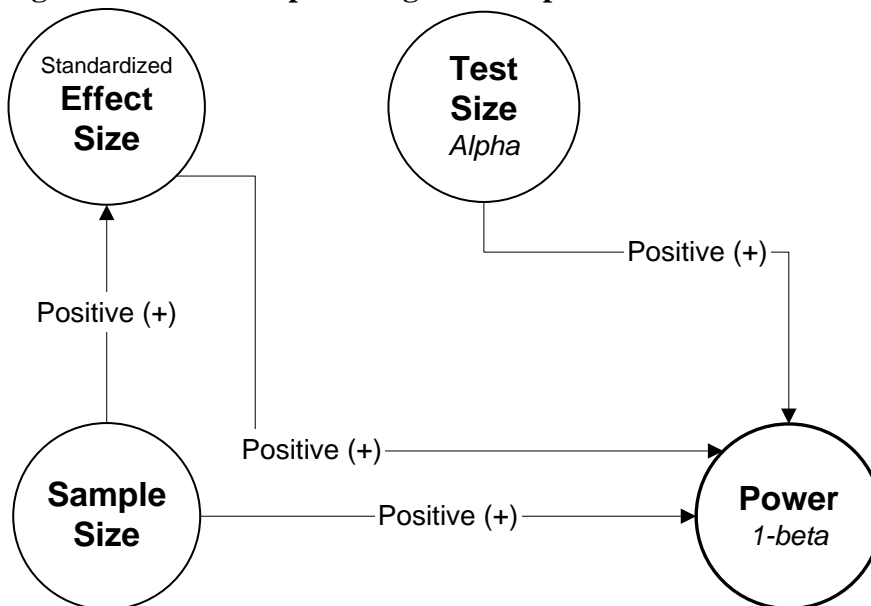 Standardized
Effect
Size
Test
Size
Alpha
Positive (+)
Positive (+)
Positive (+)
Sample
Size
Positive (+)
Power
1-beta